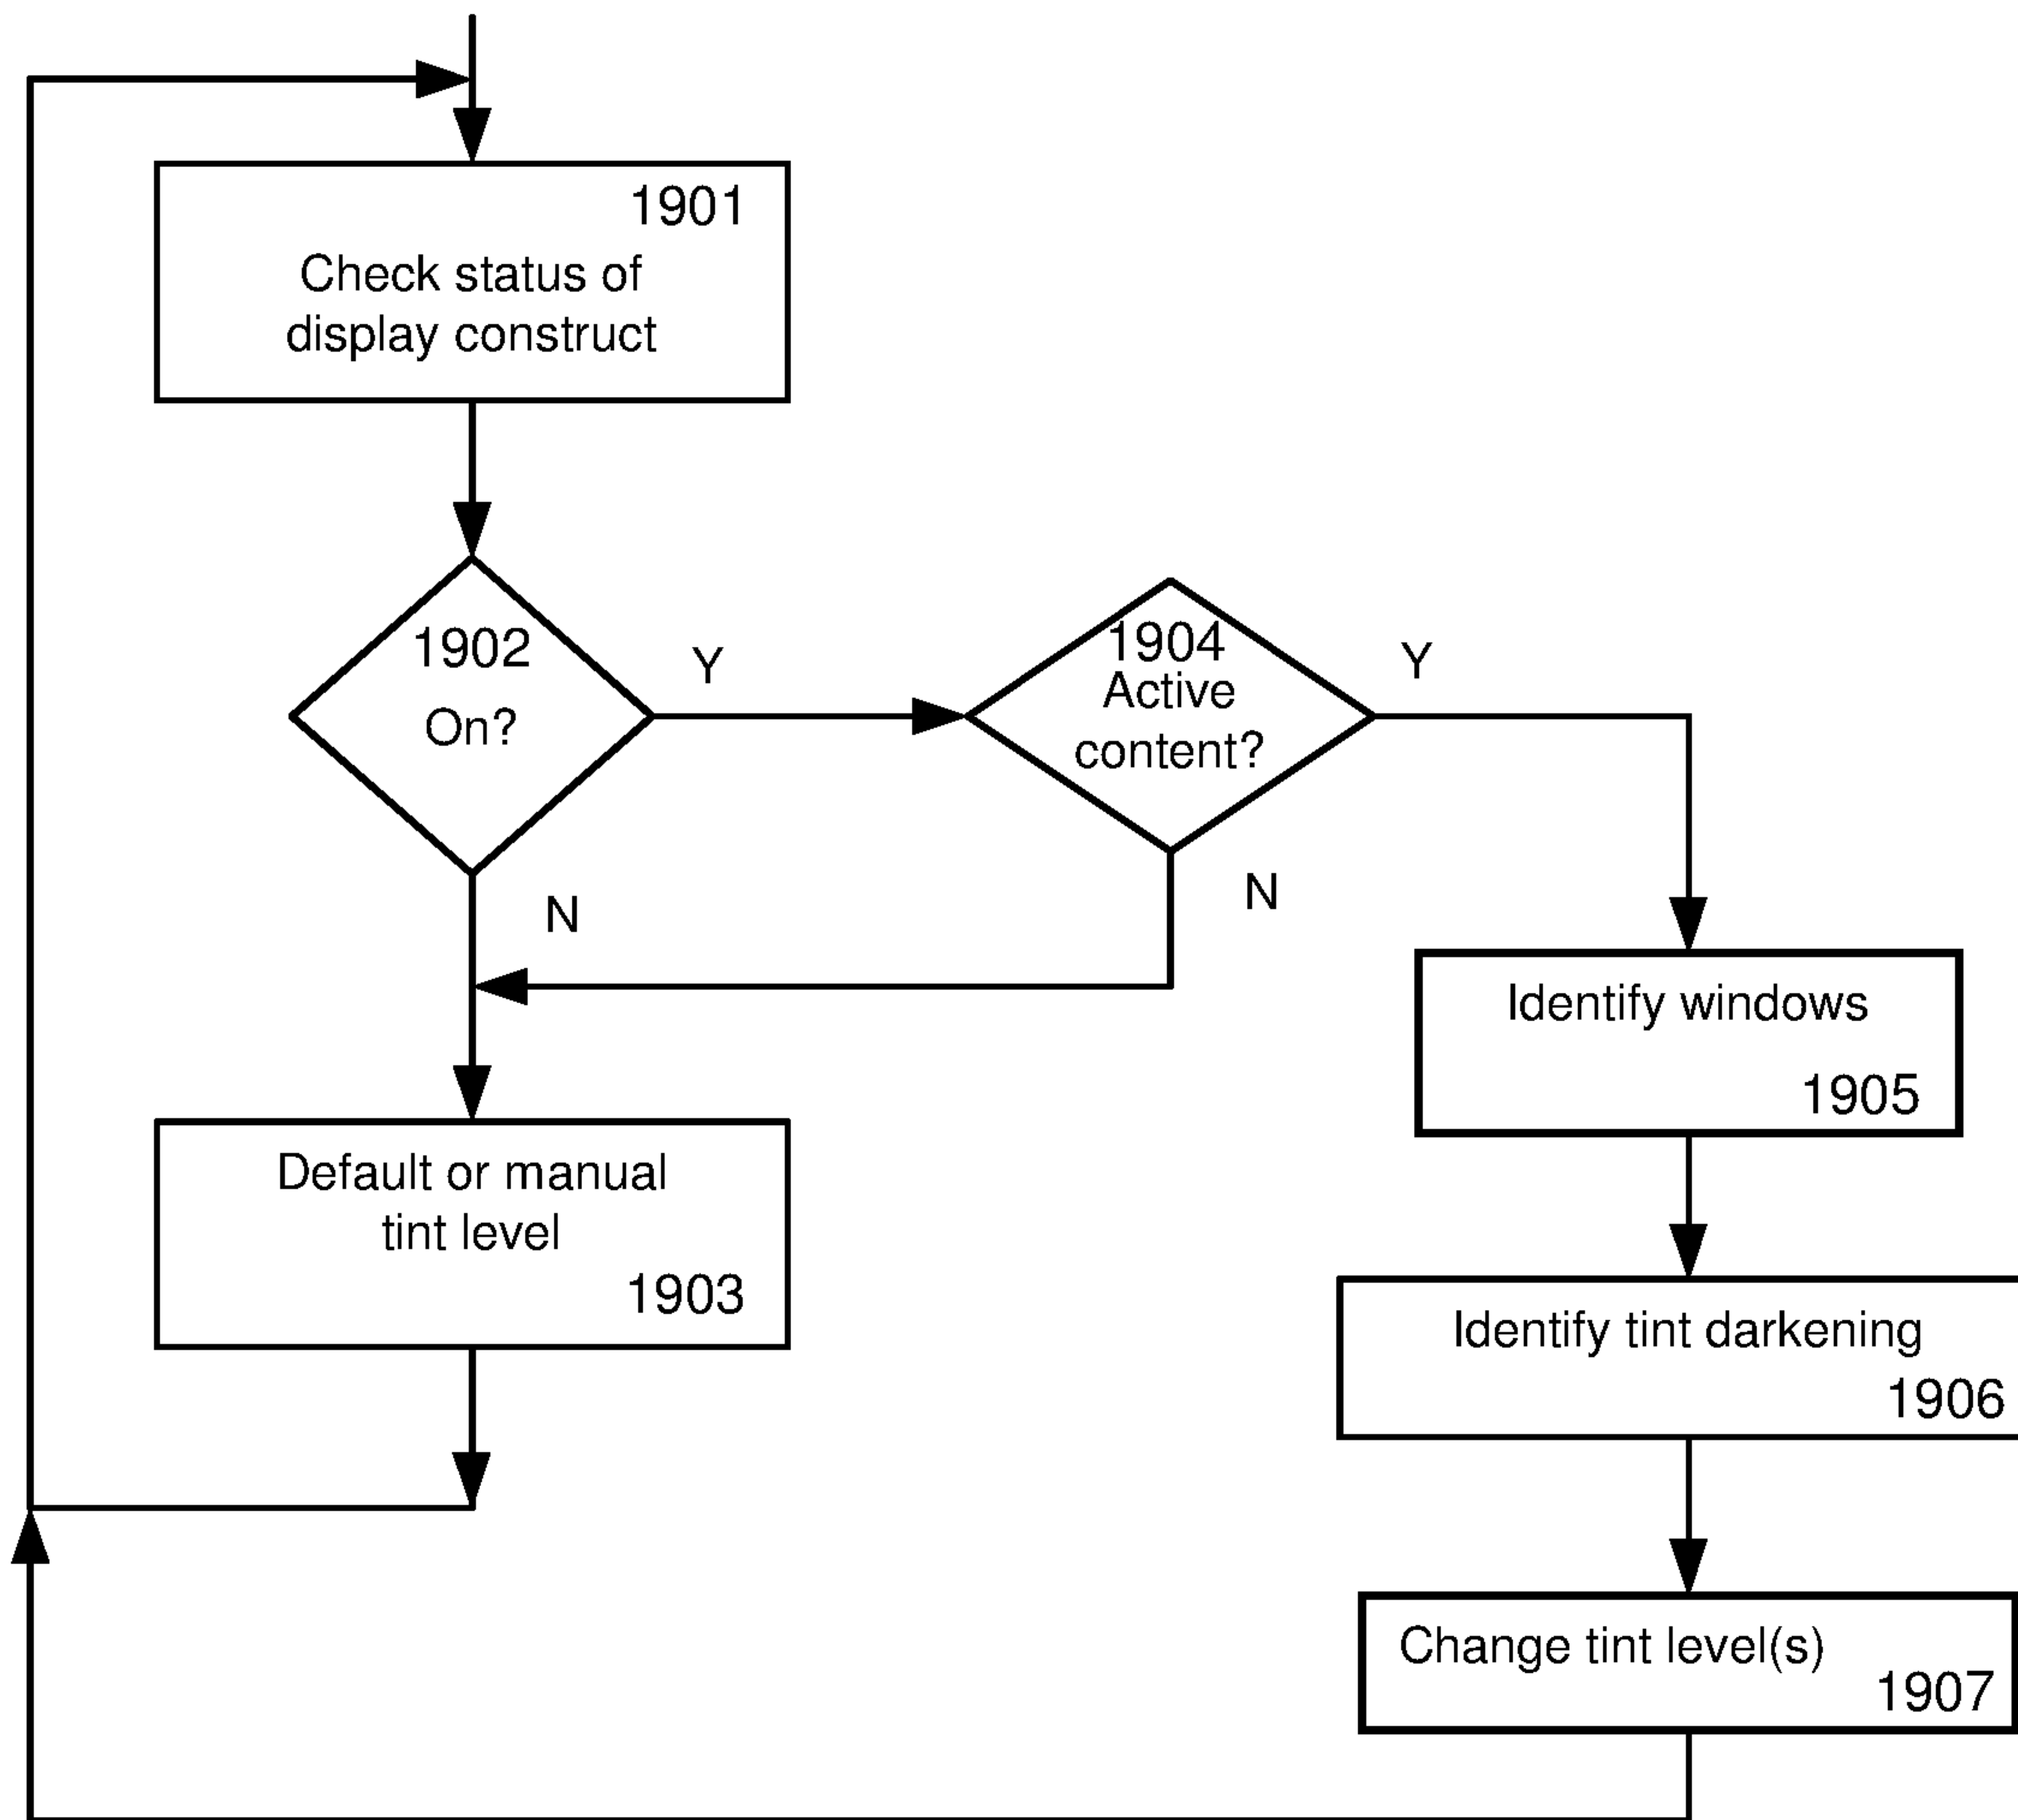 1901
Check status of
display construct
1902
On?
Y
N
1904
Active
content?
Y
N
Default or manual
tint level
1903
Identify windows
1905
Identify tint darkening
1906
Change tint level(s)
1907